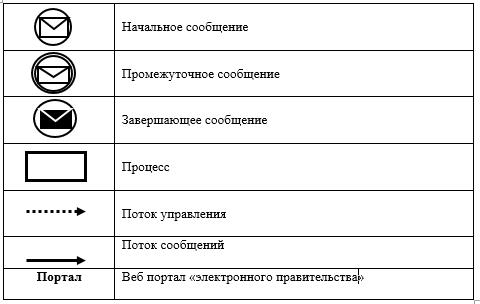 Начальное сообщение
Промежуточное сообщение
Завершающее сообщение
Процесс
Поток управления
Поток сообщений
Портал Веб портал «электронного правительства»